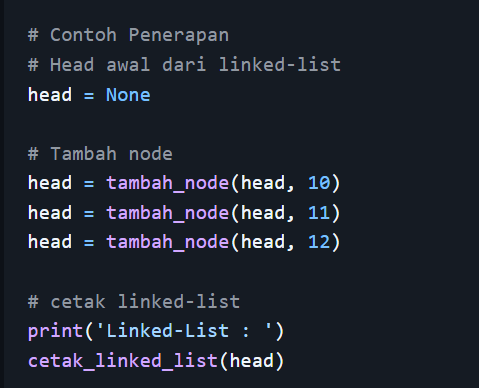 # Contoh Penerapan
# Head awal dari linked-list
head = None
# Tambah node
head = tambah_node(head, 10)
head = tambah_node(head, 11)
head = tambah_node(head, 12)
# cetak linked-list
print('Linked-List : ')
cetak_linked_list(head)